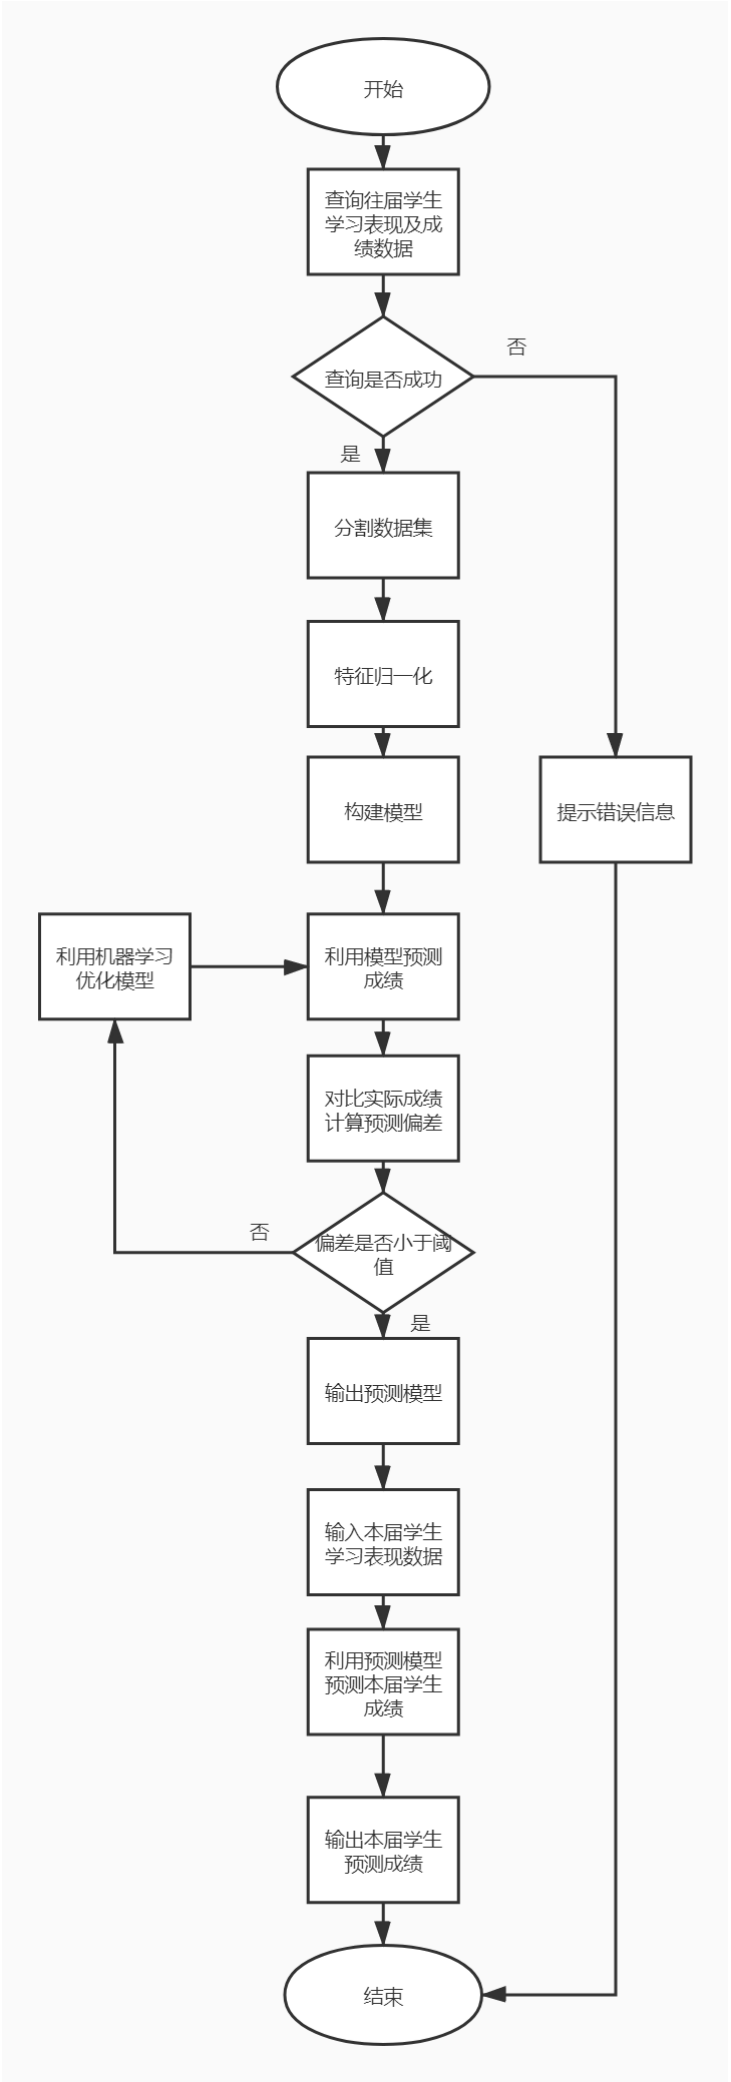 开始
查询往届学生
学习表现及成
绩数据
查询是否成功
否
是
分割数据集
特征归一化
构建模型
提示错误信息
利用机器学习
优化模型
利用模型预测
成绩
对比实际成绩
计算预测偏差
偏差是否小于阈
值
否
是
输出预测模型
输入本届学生
学习表现数据
利用预测模型
预测本届学生
成绩
输出本届学生
预测成绩
结束